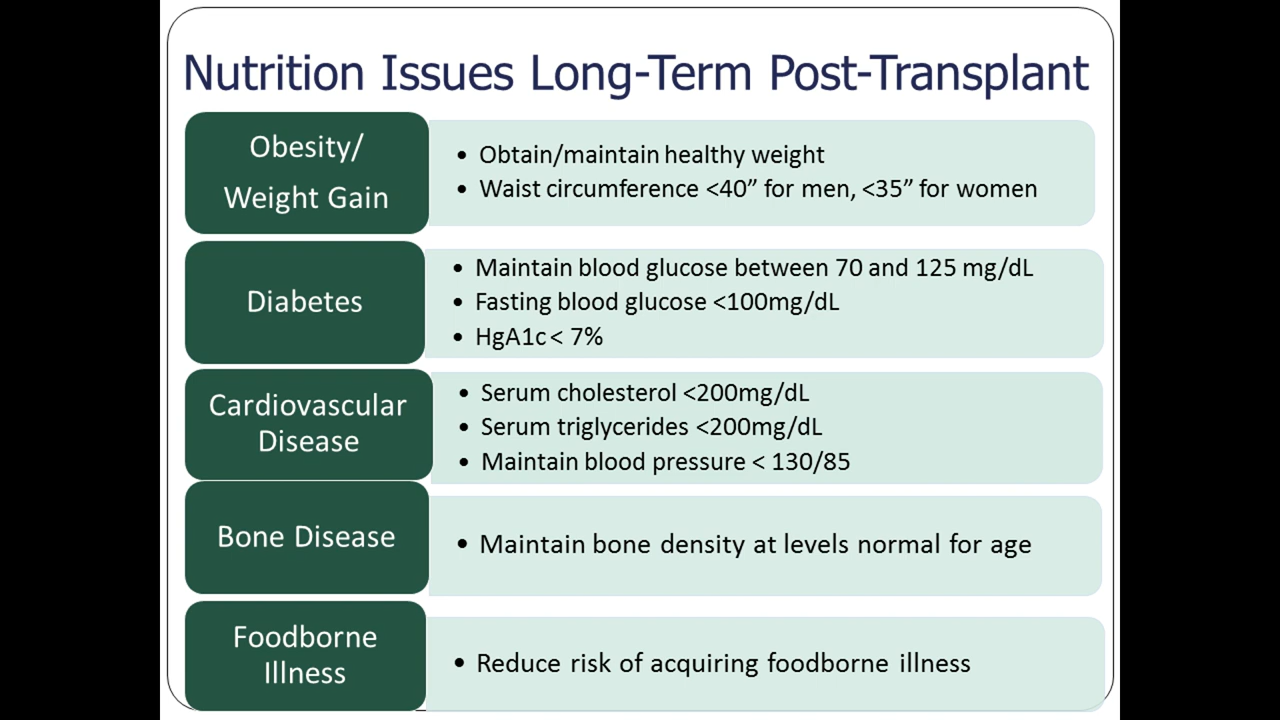 Nutrition Issues Long-Term Post-Transplant
Obesity/
Weight Gain
• Obtain/maintain healthy weight
• Waist circumference <40” for men, <35” for women
Diabetes
• Maintain blood glucose between 70 and 125 mg/dL
• Fasting blood glucose <100mg/dL
• HgA1c < 7%
Cardiovascular
Disease
• Serum cholesterol <200mg/dL
• Serum triglycerides <200mg/dL
• Maintain blood pressure < 130/85
Bone Disease
• Maintain bone density at levels normal for age
Foodborne
Illness
• Reduce risk of acquiring foodborne illness